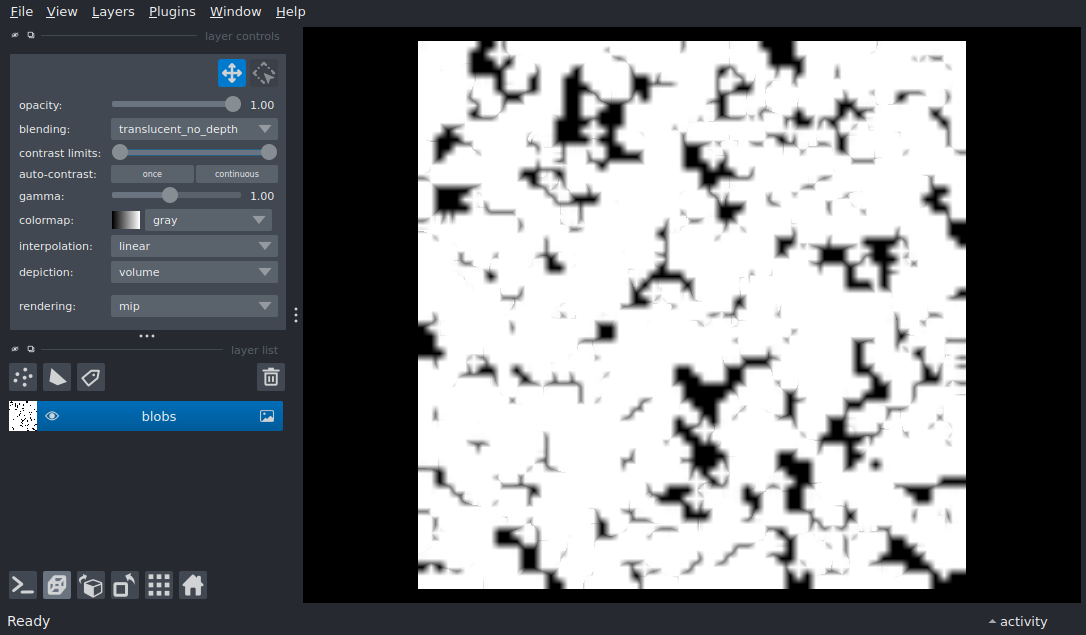 File View Layers Plugins Window Help
layer controls
opacity: 1.00
blending: translucent_no_depth
contrast limits:
auto-contrast: once continuous
gamma: 1.00
colormap: gray
interpolation: linear
depiction: volume
rendering: mip
layer list
blobs
Ready
activity